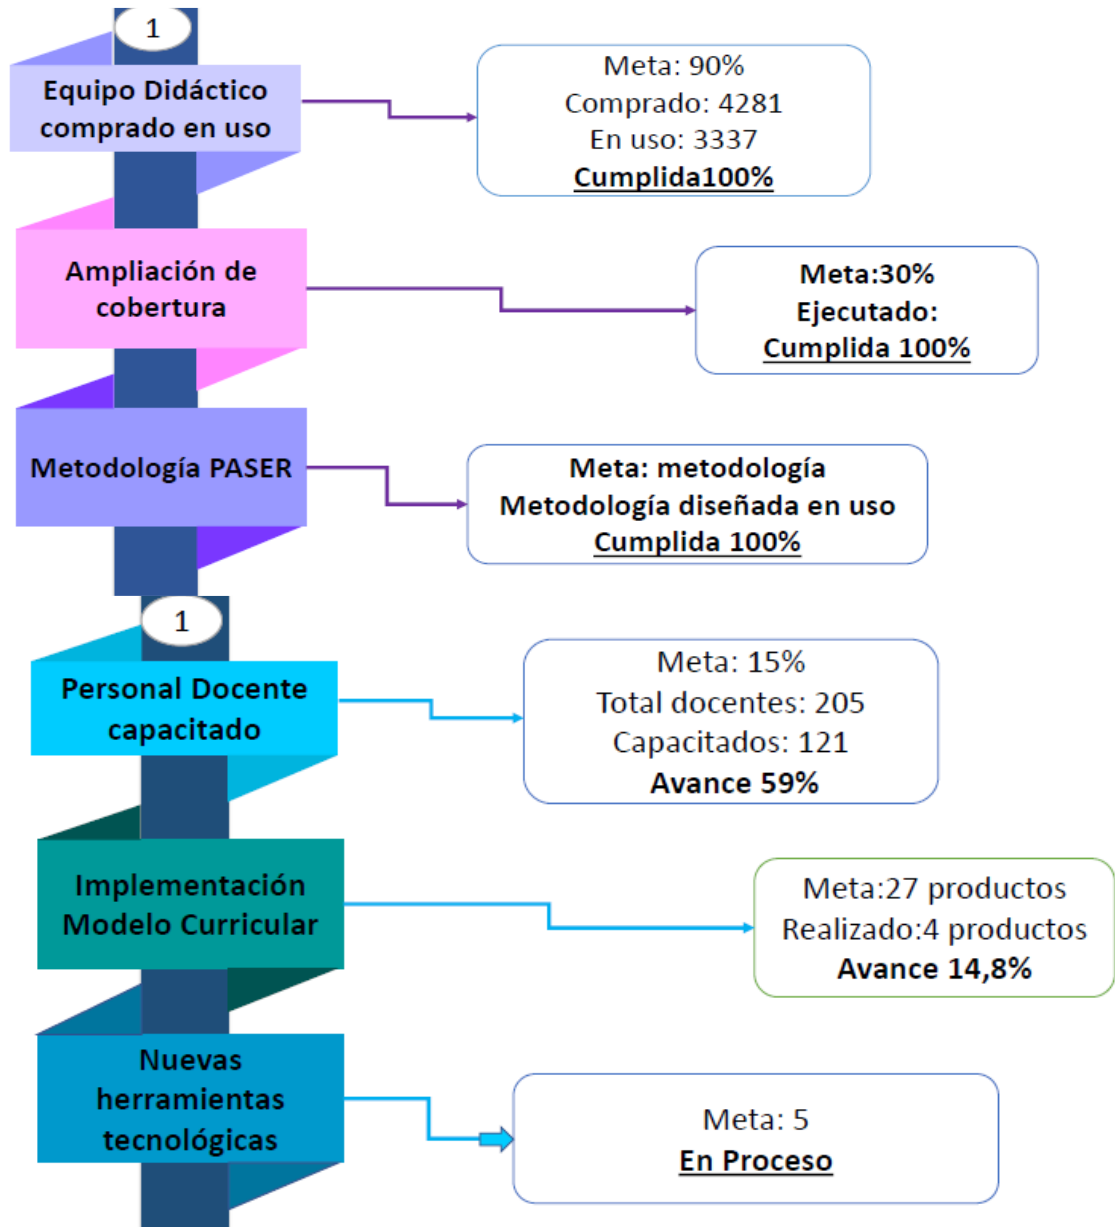 1
Equipo Didáctico
comprado en uso
Meta: 90%
Comprado: 4281
En uso: 3337
Cumplida100%
Ampliación de
cobertura
Meta:30%
Ejecutado:
Cumplida 100%
Metodología PASER
Meta: metodología
Metodología diseñada en uso
Cumplida 100%
1
Personal Docente
capacitado
Meta: 15%
Total docentes: 205
Capacitados: 121
Avance 59%
Implementación
Modelo Curricular
Meta:27 productos
Realizado:4 productos
Avance 14,8%
Nuevas
herramientas
tecnológicas
Meta: 5
En Proceso